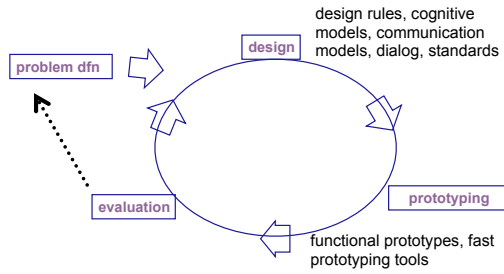 design rules, cognitive
models, communication
models, dialog, standards
design
problem dfn
evaluation
prototyping
functional prototypes, fast
prototyping tools